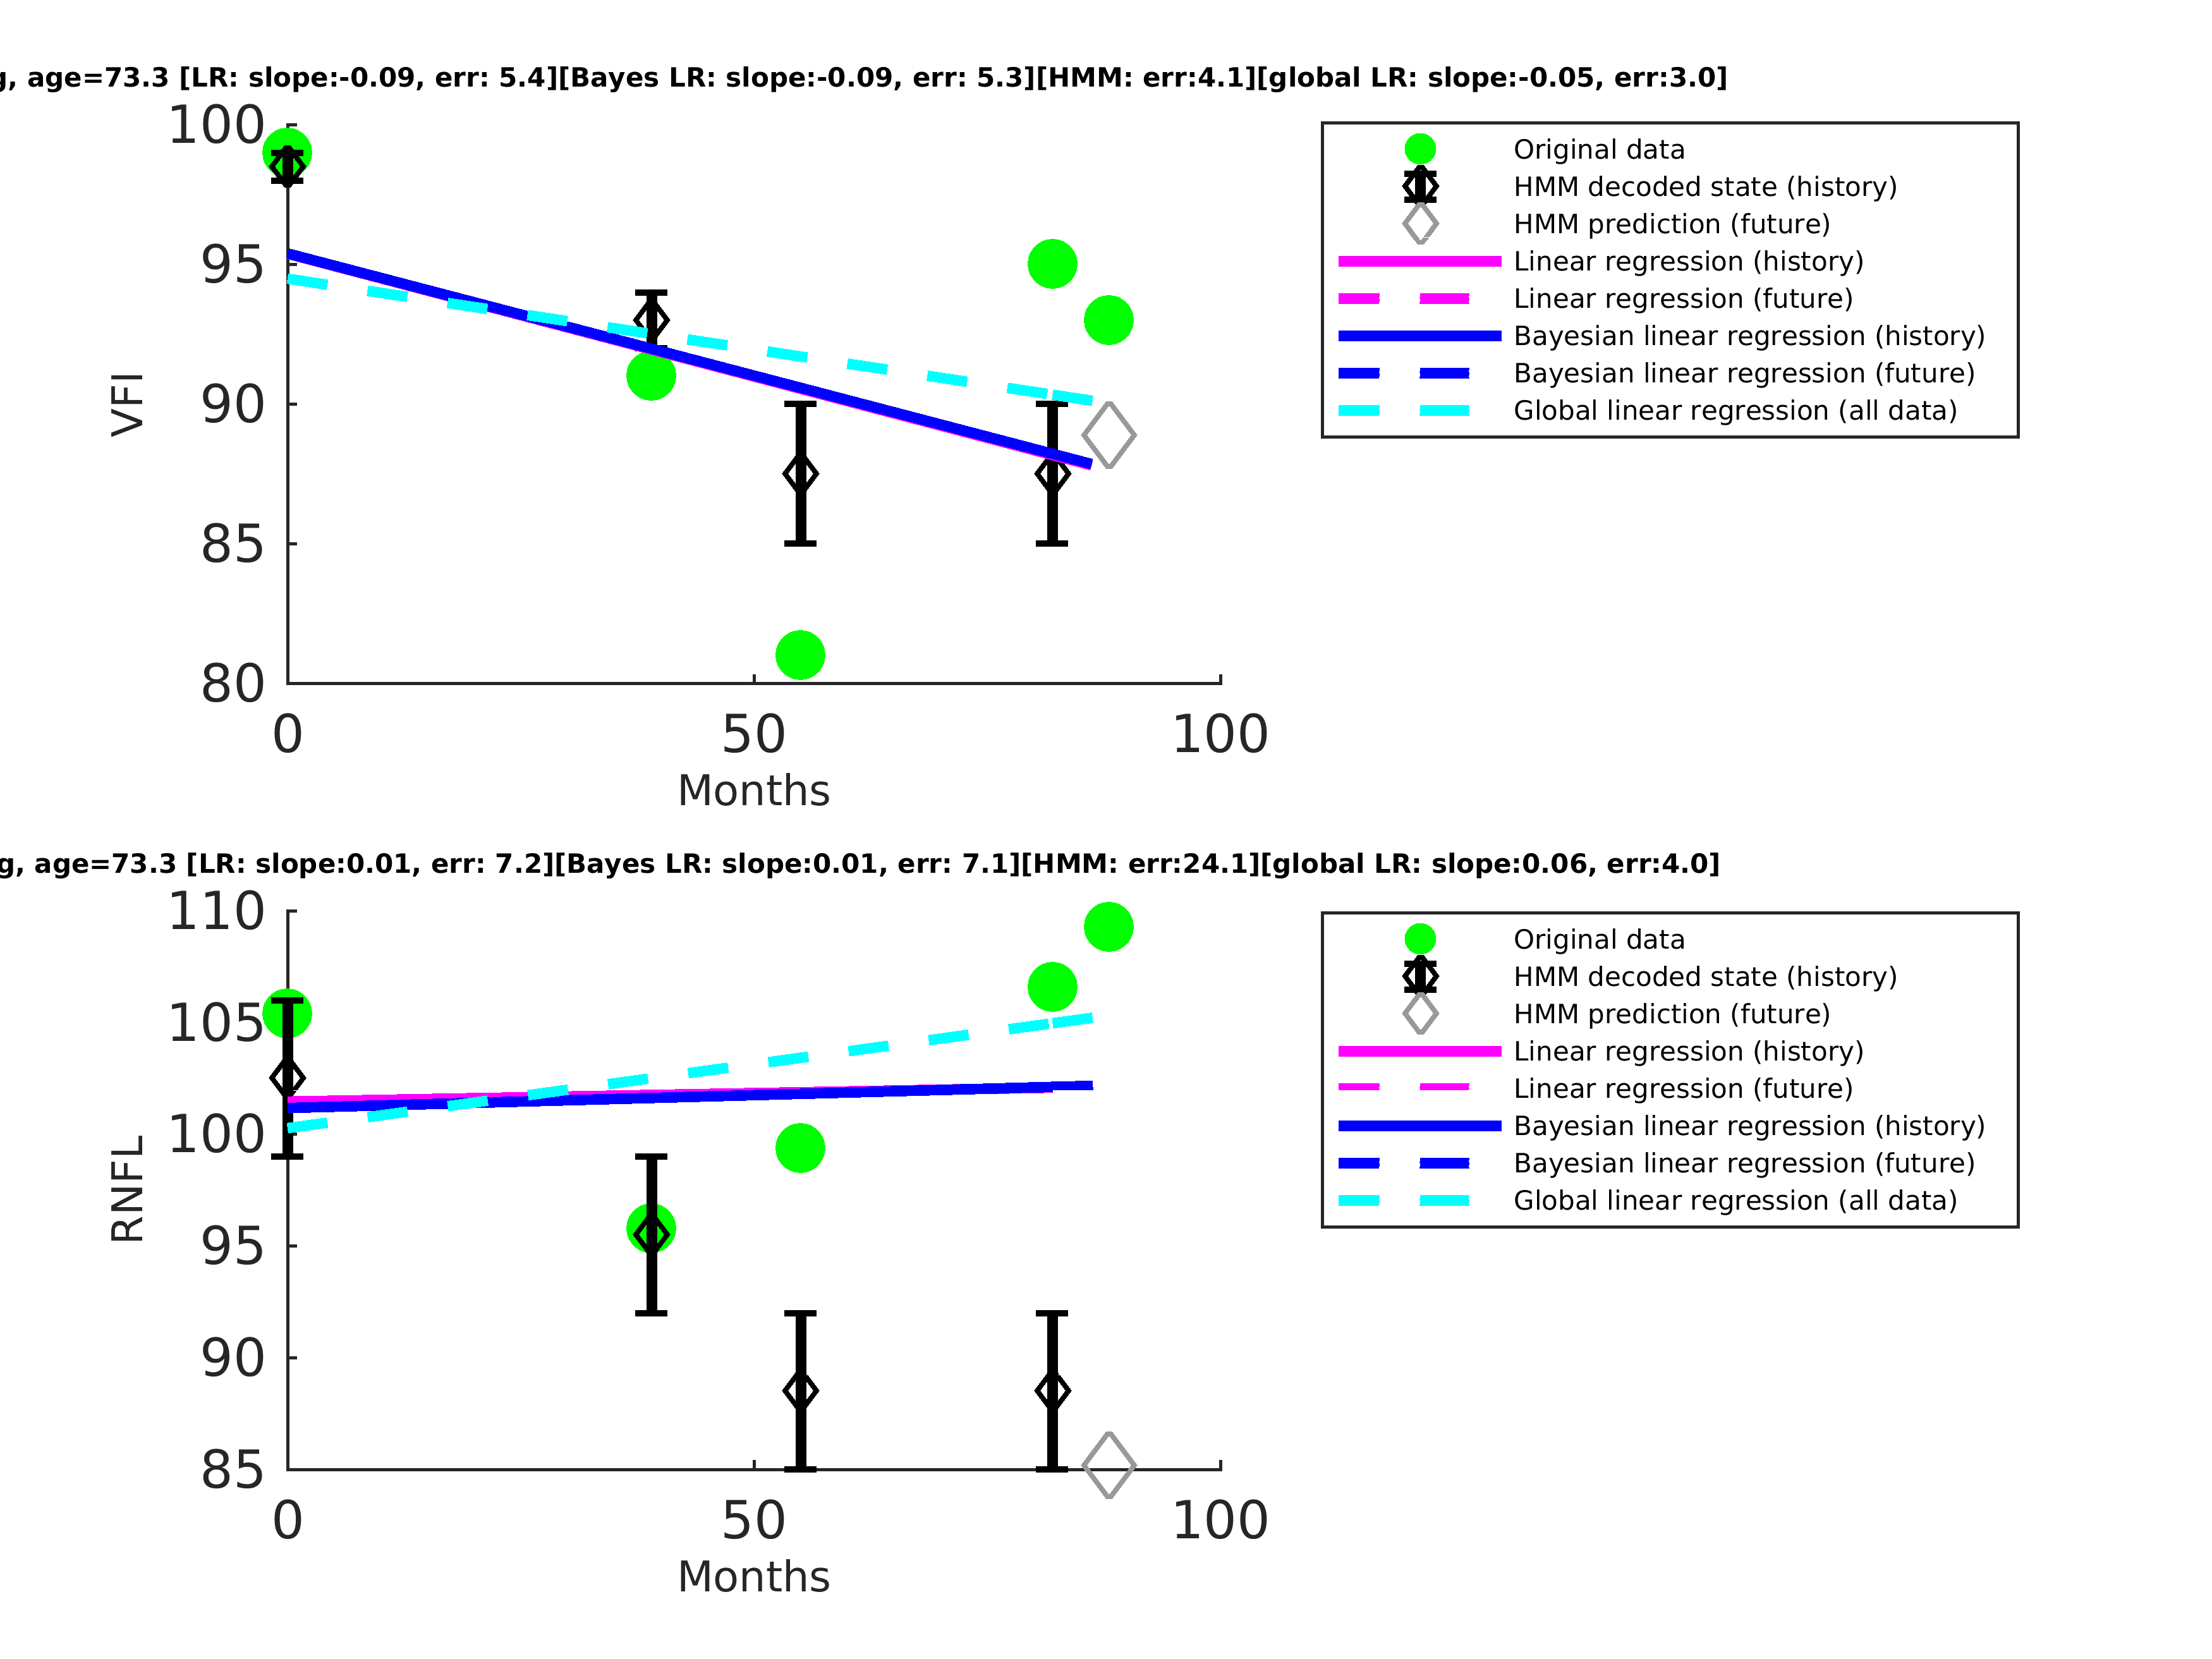 age=73.3 [LR: slope:-0.09, err: 5.4][Bayes LR: slope:-0.09, err: 5.3][HMM: err:4.1][global LR: slope:-0.05, err:3.0]
100
95
90
85
80
VFI
0 50 100
Months
Original data
HMM decoded state (history)
HMM prediction (future)
Linear regression (history)
Linear regression (future)
Bayesian linear regression (history)
Bayesian linear regression (future)
Global linear regression (all data)
age=73.3 [LR: slope:0.01, err: 7.2][Bayes LR: slope:0.01, err: 7.1][HMM: err:24.1][global LR: slope:0.06, err:4.0]
110
105
100
95
90
85
RNFL
0 50 100
Months
Original data
HMM decoded state (history)
HMM prediction (future)
Linear regression (history)
Linear regression (future)
Bayesian linear regression (history)
Bayesian linear regression (future)
Global linear regression (all data)